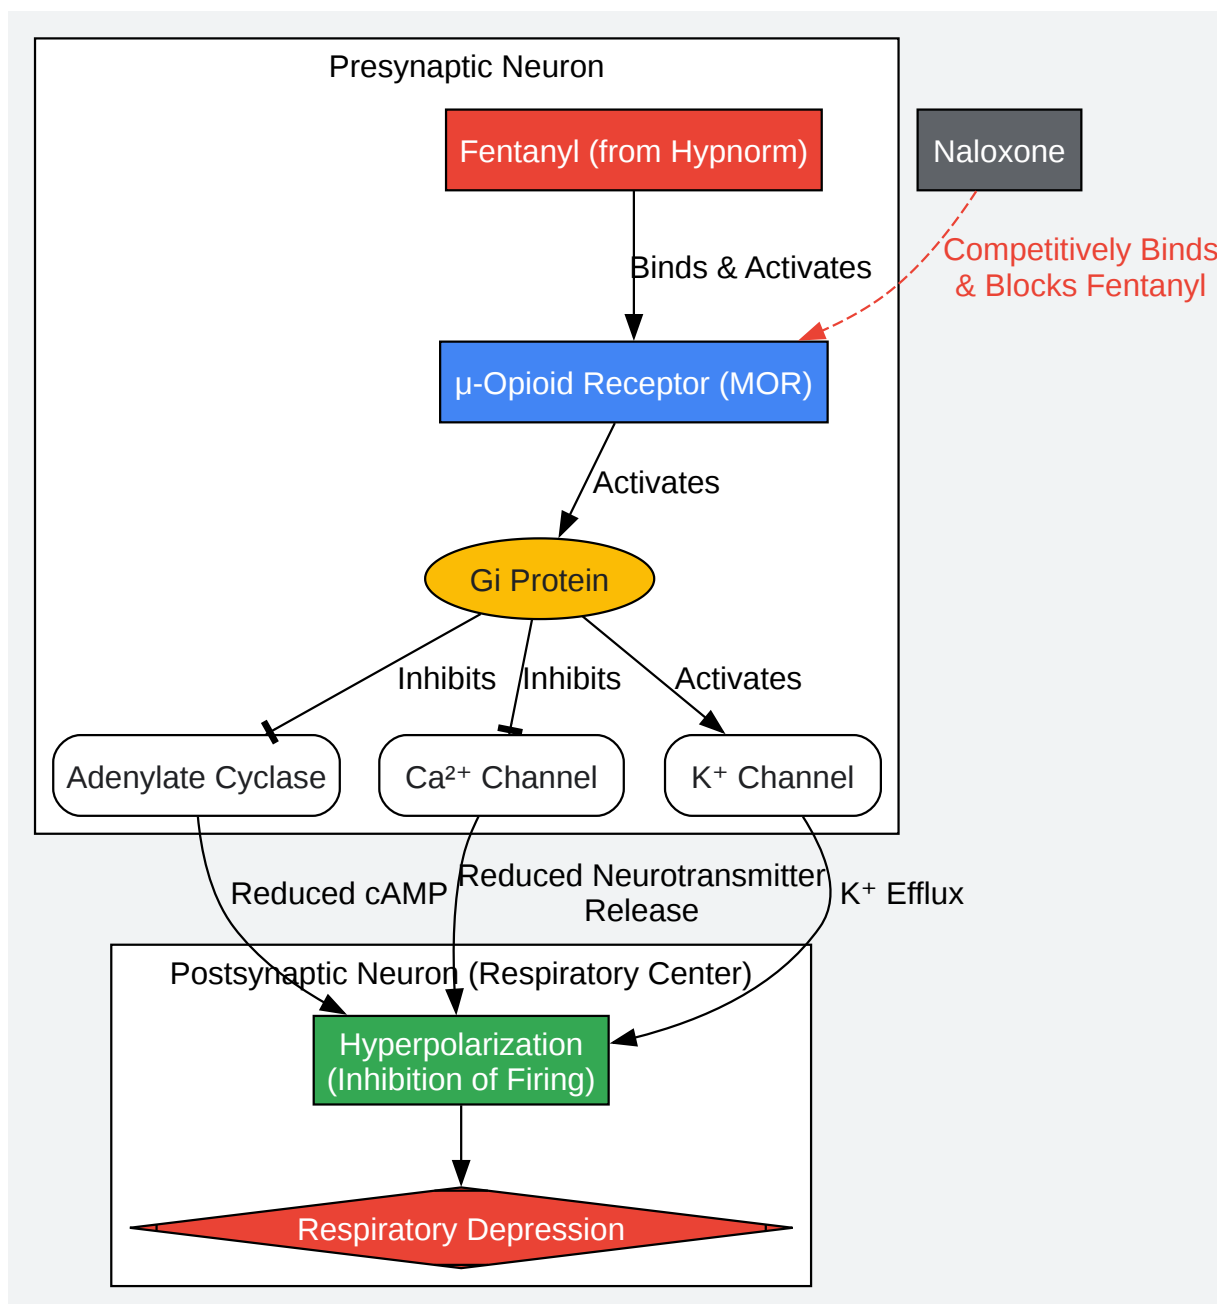 Presynaptic Neuron
Fentanyl (from Hypnorm)
Naloxone
Competitively Binds
& Blocks Fentanyl
Binds & Activates
μ-Opioid Receptor (MOR)
Activates
Gi Protein
Inhibits
Inhibits
Activates
Adenylate Cyclase
Ca²⁺ Channel
K⁺ Channel
Reduced cAMP
Reduced Neurotransmitter
Release
K⁺ Efflux
Postsynaptic Neuron (Respiratory Center)
Hyperpolarization
(Inhibition of Firing)
Respiratory Depression